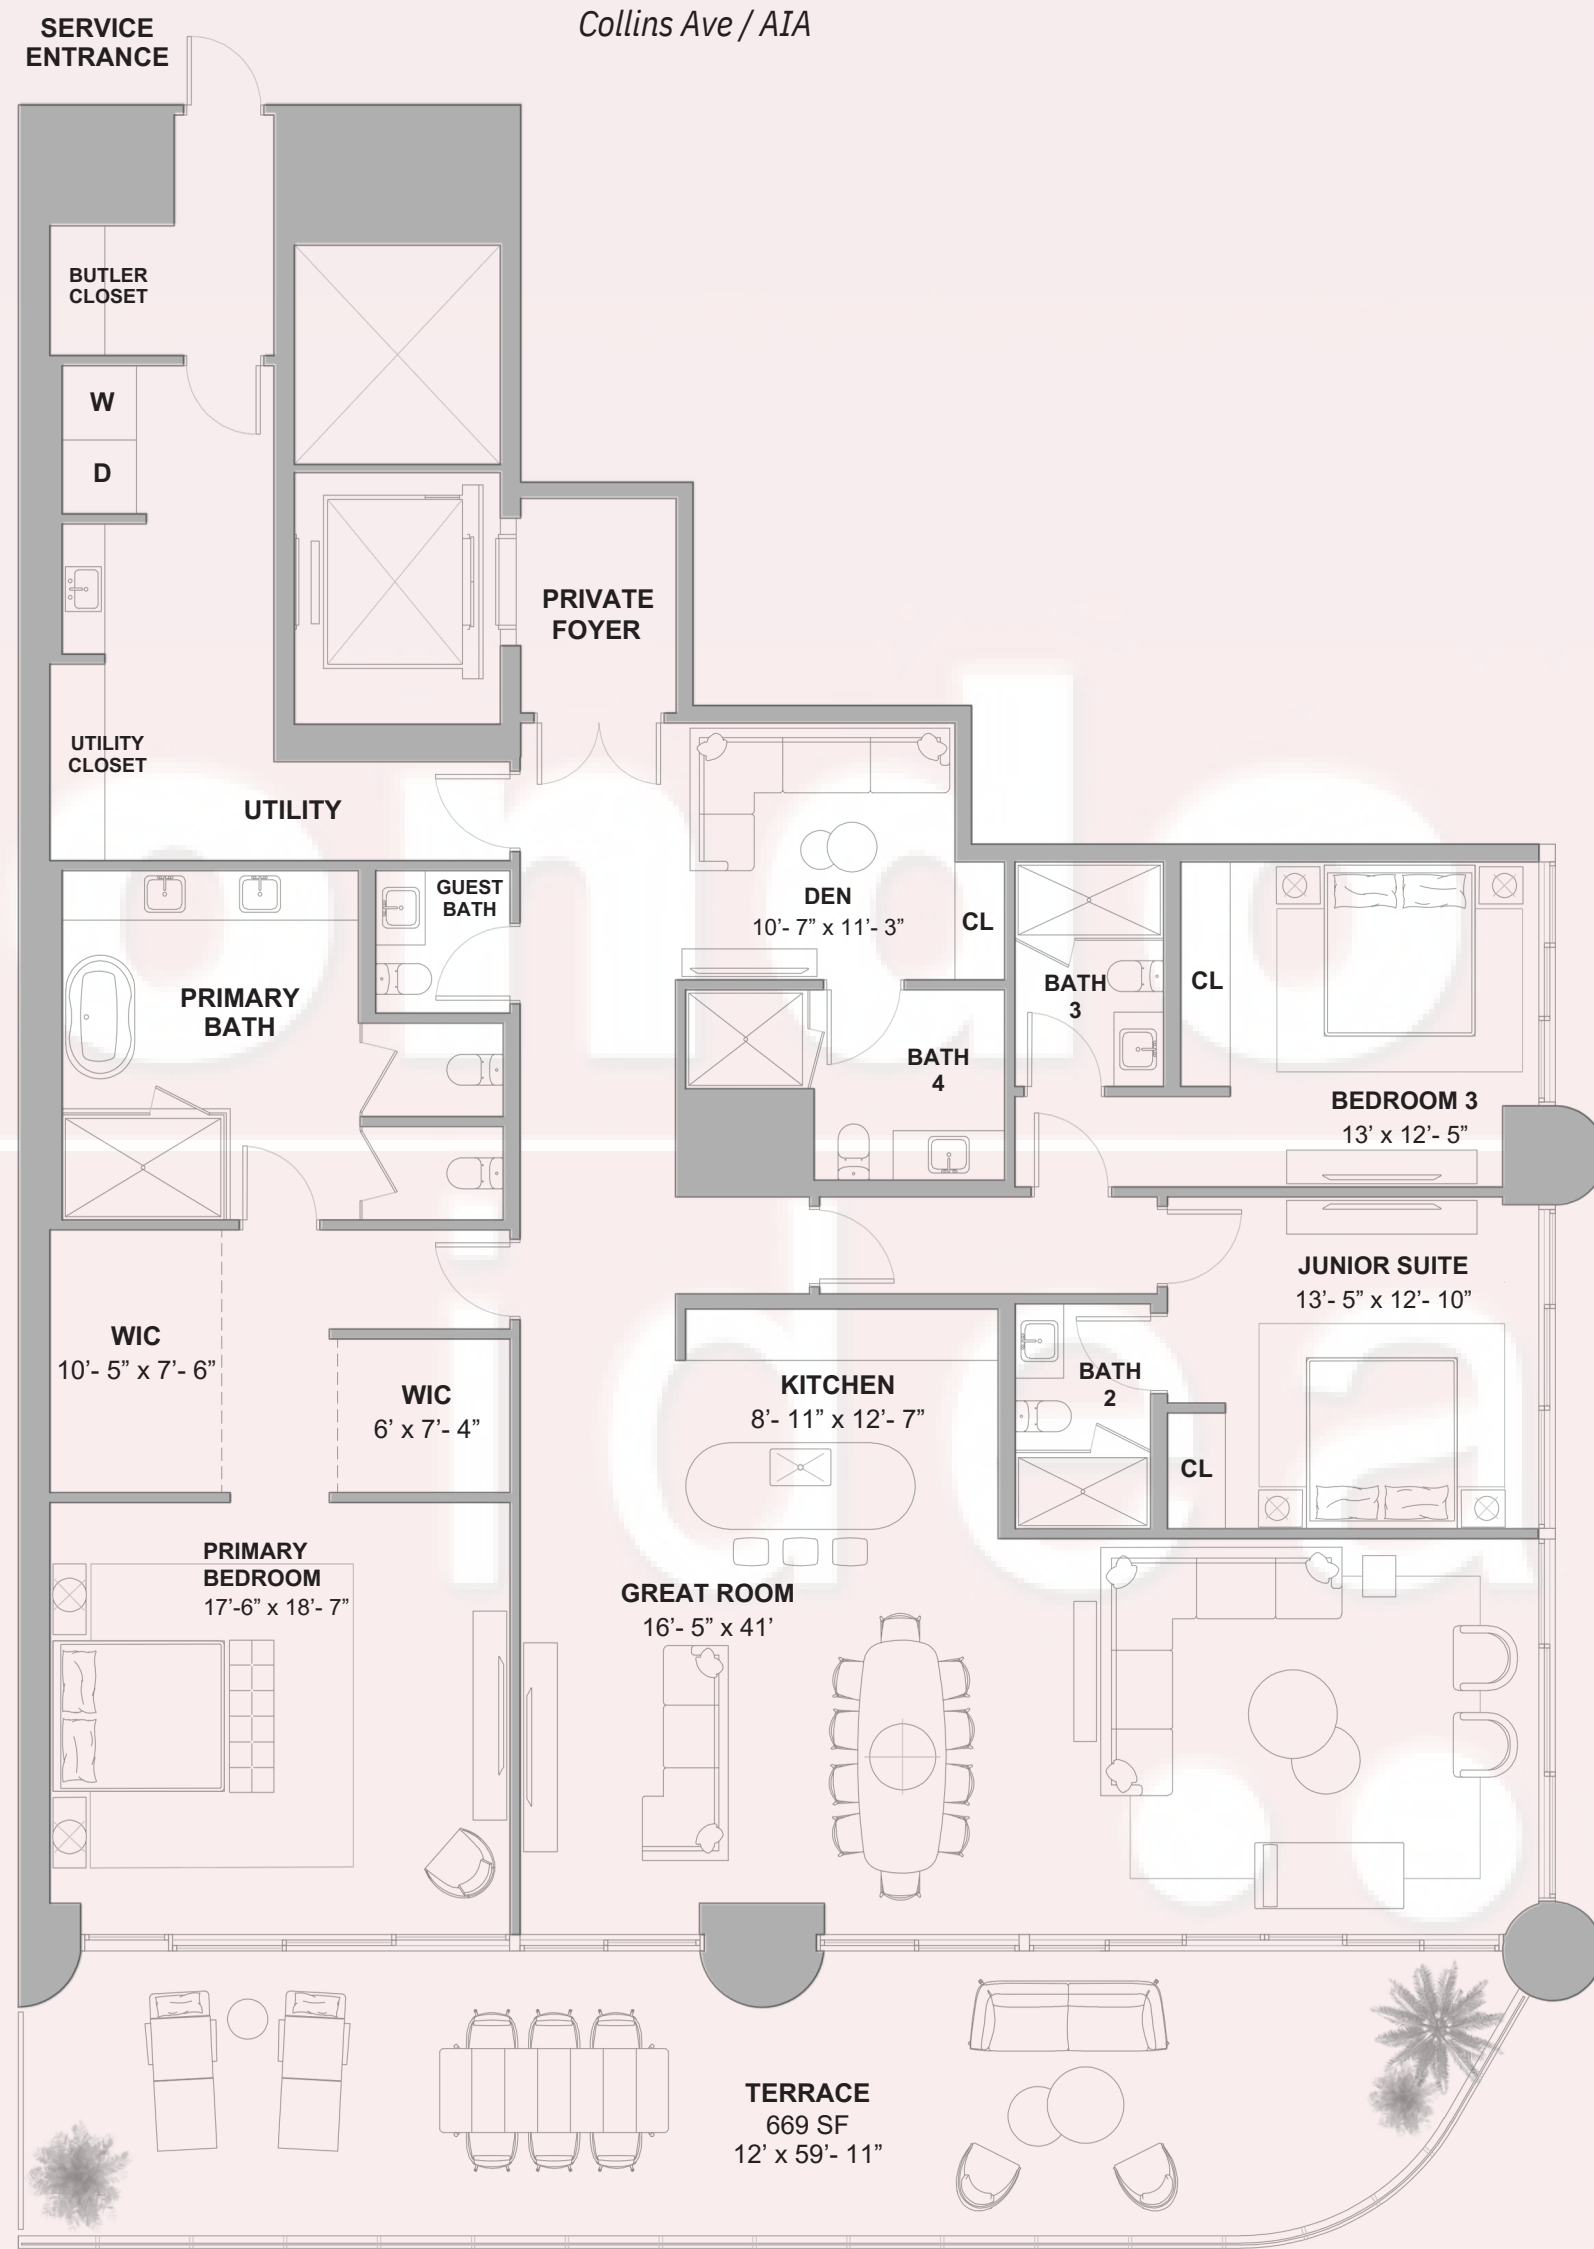 Collins Ave / AIA
SERVICE
ENTRANCE
BUTLER
CLOSET
W
D
PRIVATE
FOYER
UTILITY
CLOSET
UTILITY
GUEST
BATH
DEN
10’- 7” x 11’- 3”
CL
BATH
3
CL
PRIMARY
BATH
BATH
4
BEDROOM 3
13’ x 12’- 5”
JUNIOR SUITE
13’- 5” x 12’- 10”
WIC
10’- 5” x 7’- 6”
WIC
6’ x 7’- 4”
KITCHEN
8’- 11” x 12’- 7”
BATH
2
CL
PRIMARY
BEDROOM
17’-6” x 18’- 7”
GREAT ROOM
16’- 5” x 41’
TERRACE
669 SF
12’ x 59’- 11”